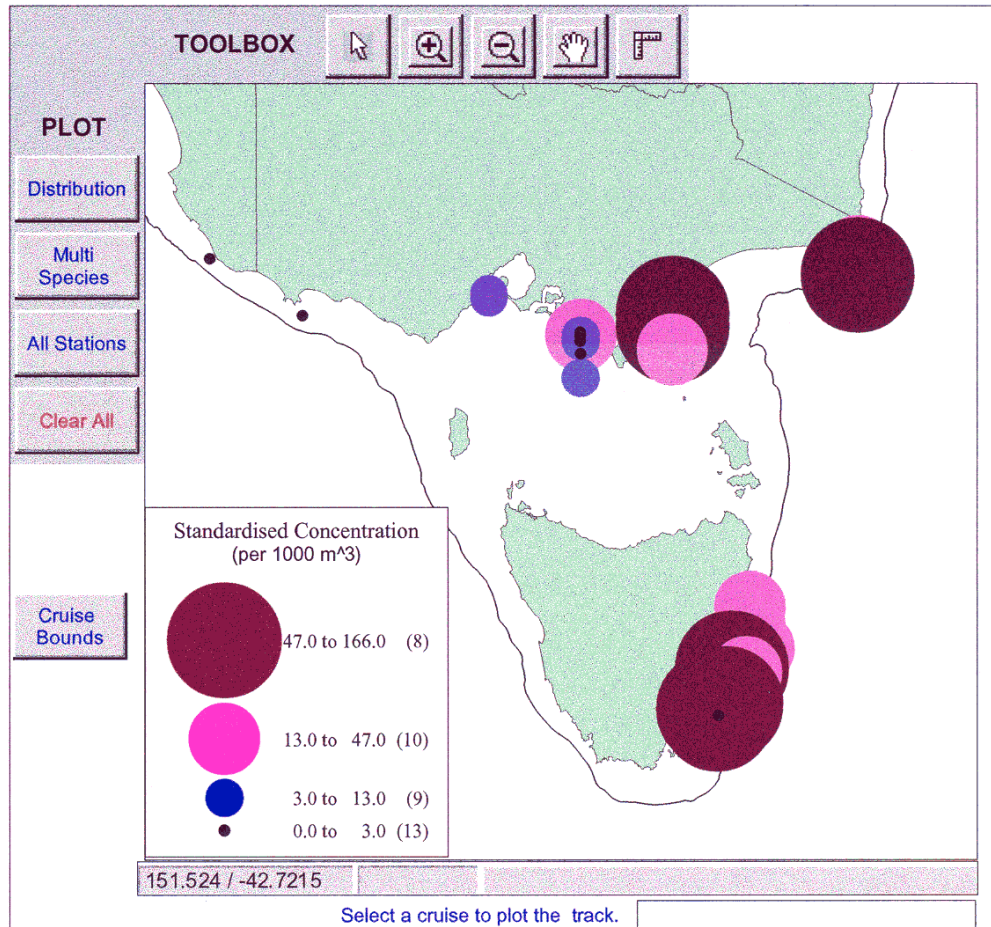 TOOLBOX
PLOT
Distribution
Multi
Species
All Stations
Clear All
Standardised Concentration
(per 1000 m^3)
47.0 to 166.0 (8)
13.0 to 47.0 (10)
3.0 to 13.0 (9)
0.0 to 3.0 (13)
Cruise
Bounds
151.524 / -42.7215
Select a cruise to plot the track.